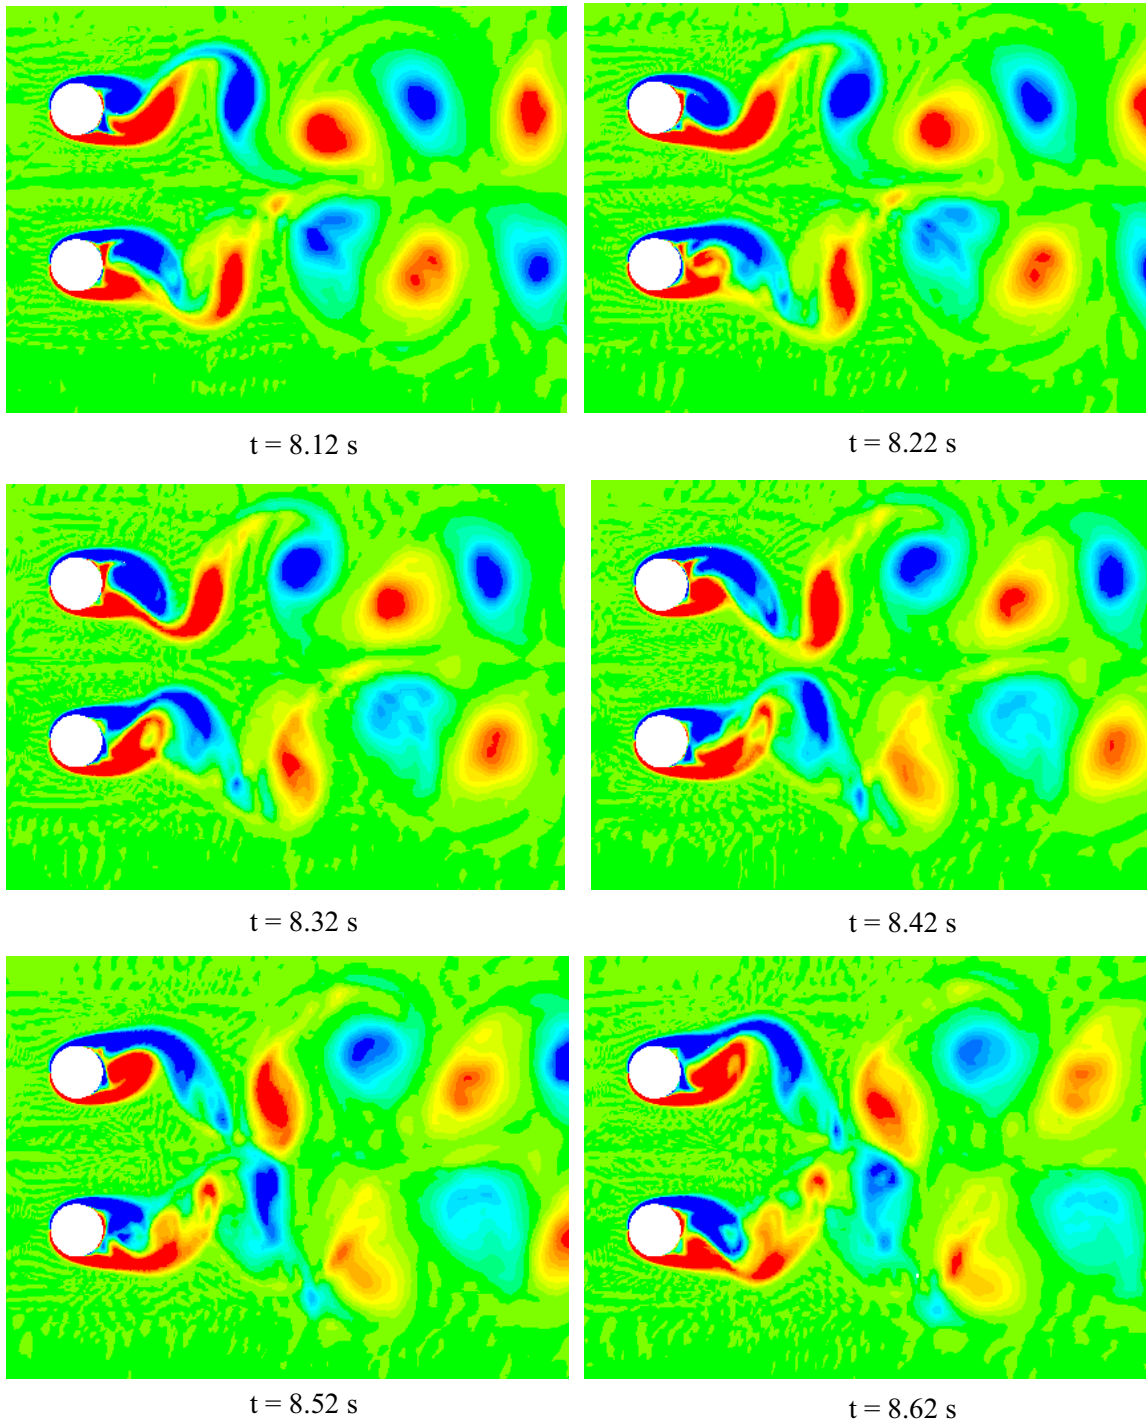 t = 8.12 s
t = 8.22 s
t = 8.32 s
t = 8.42 s
t = 8.52 s
t = 8.62 s